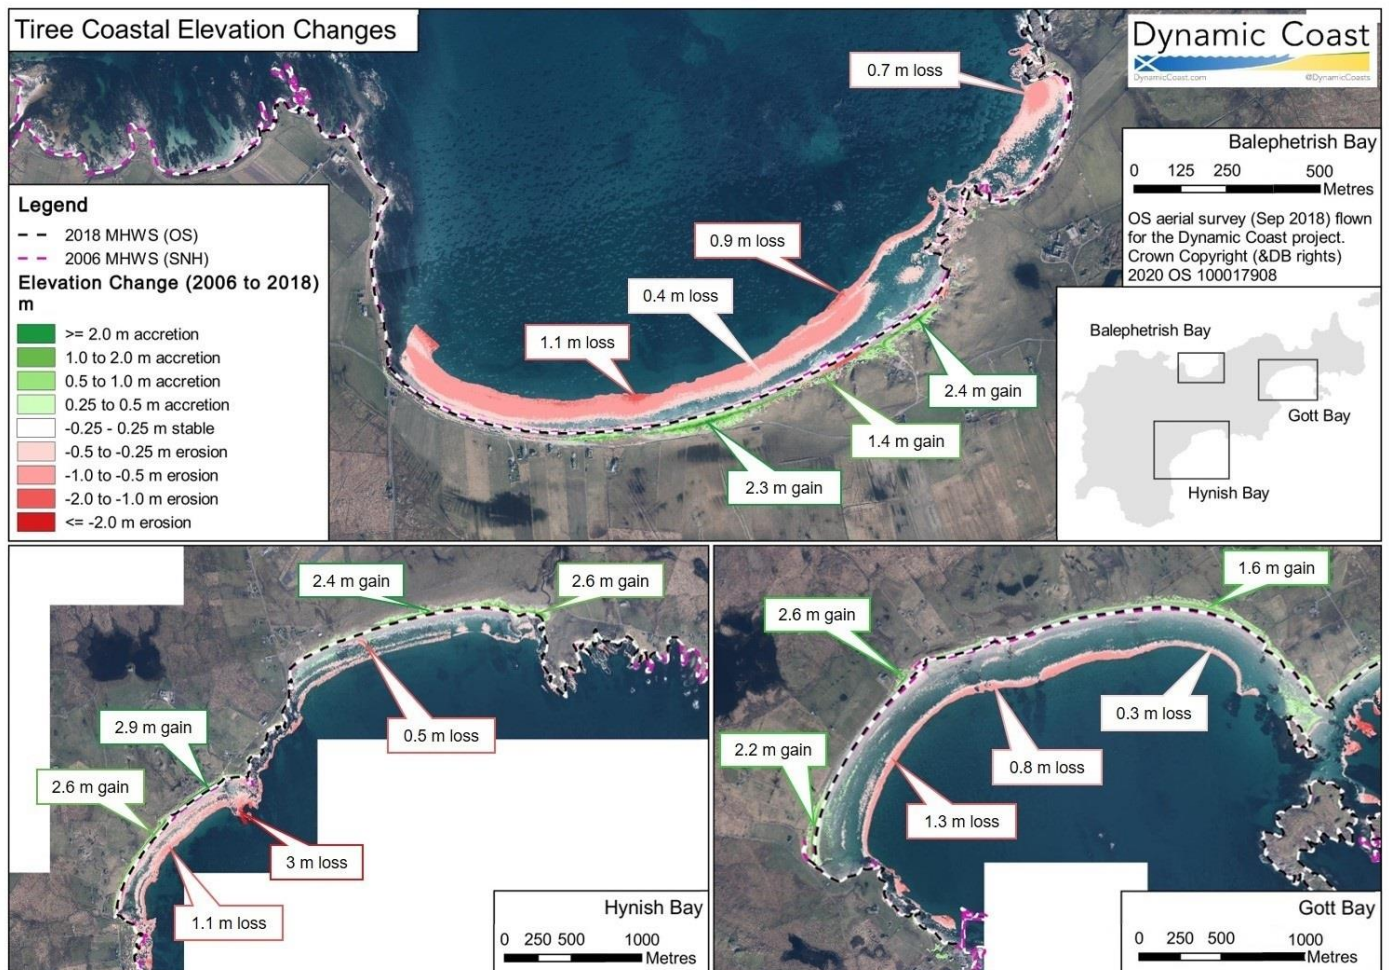 Tiree Coastal Elevation Changes
Dynamic Coast
DynamicCoast.com
@DynamicCoasts
0.7 m loss
Balephetrish Bay
0 125 250 500
Metres
OS aerial survey (Sep 2018) flown
for the Dynamic Coast project.
Crown Copyright (&DB rights)
2020 OS 100017908
Legend
2018 MHWS (OS)
2006 MHWS (SNH)
Elevation Change (2006 to 2018)
m
>= 2.0 m accretion
1.0 to 2.0 m accretion
0.5 to 1.0 m accretion
0.25 to 0.5 m accretion
-0.25 - 0.25 m stable
-0.5 to -0.25 m erosion
-1.0 to -0.5 m erosion
-2.0 to -1.0 m erosion
<= -2.0 m erosion
0.9 m loss
0.4 m loss
1.1 m loss
2.4 m gain
1.4 m gain
2.3 m gain
Balephetrish Bay
Gott Bay
Hynish Bay
2.4 m gain
2.6 m gain
2.9 m gain
0.5 m loss
2.6 m gain
3 m loss
1.1 m loss
Hynish Bay
0 250 500 1000
Metres
1.6 m gain
2.6 m gain
0.3 m loss
2.2 m gain
0.8 m loss
1.3 m loss
Gott Bay
0 250 500 1000
Metres